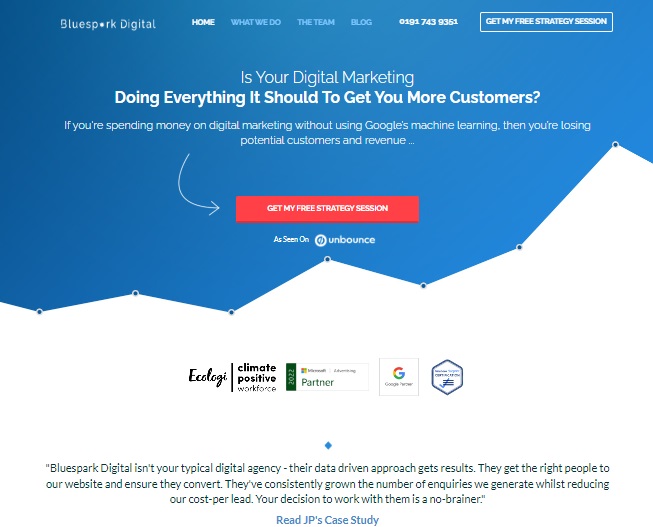 Bluespark Digital
HOME WHAT WE DO THE TEAM BLOG 0191 743 9351 GET MY FREE STRATEGY SESSION
Is Your Digital Marketing
Doing Everything It Should To Get You More Customers?
If you're spending money on digital marketing without using Google's machine learning, then you're losing
potential customers and revenue ...
GET MY FREE STRATEGY SESSION
As Seen On unbounce
Ecologi
climate
positive
workforce
2022
Microsoft Advertising
Partner
Google Partner
CERTIFICATION
"Bluespark Digital isn't your typical digital agency - their data driven approach gets results. They get the right people to
our website and ensure they convert. They've consistently grown the number of enquiries we generate whilst reducing
our cost-per lead. Your decision to work with them is a no-brainer."
Read JP's Case Study